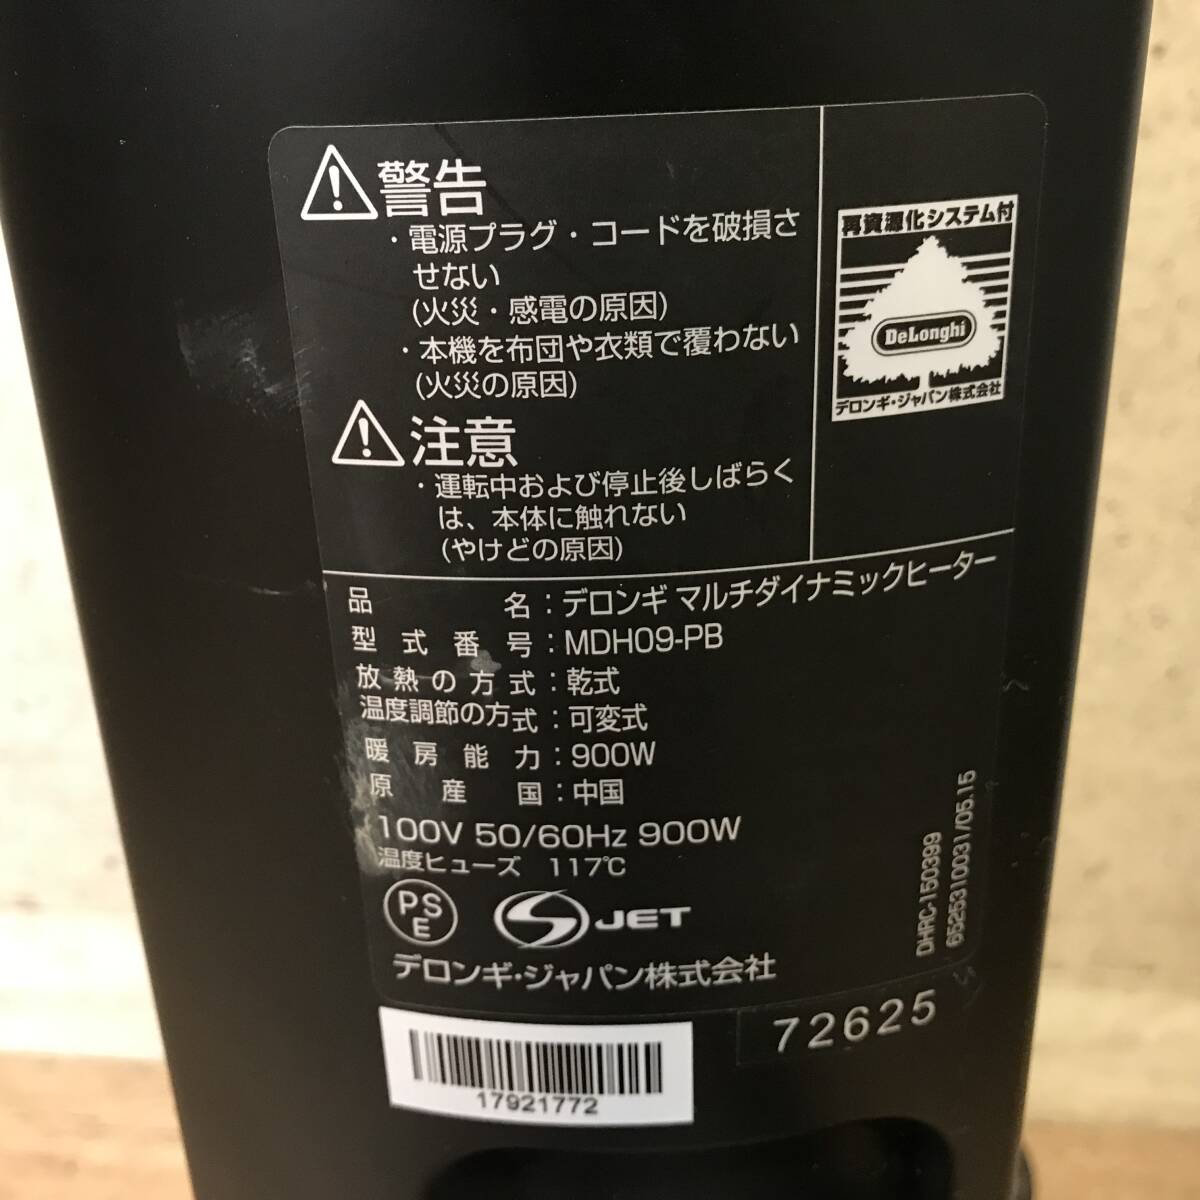 警告
・電源プラグ・コードを破損さ
せない
(火災・感電の原因)
・本機を布団や衣類で覆わない
(火災の原因)
注意
・運転中および停止後しばらく
は、本体に触れない
(やけどの原因)
再資源化システム付
DeLonghi
デロンギ・ジャパン株式会社
品名：デロンギ マルチダイナミックヒーター
型式番号：MDH09-PB
放熱の方式：乾式
温度調節の方式：可変式
暖房能力：900W
原産国：中国
100V 50/60Hz 900W
温度ヒューズ 117℃
PSE
JET
デロンギ・ジャパン株式会社
DHRC-150399
6525310031/05.15
72625
17921772